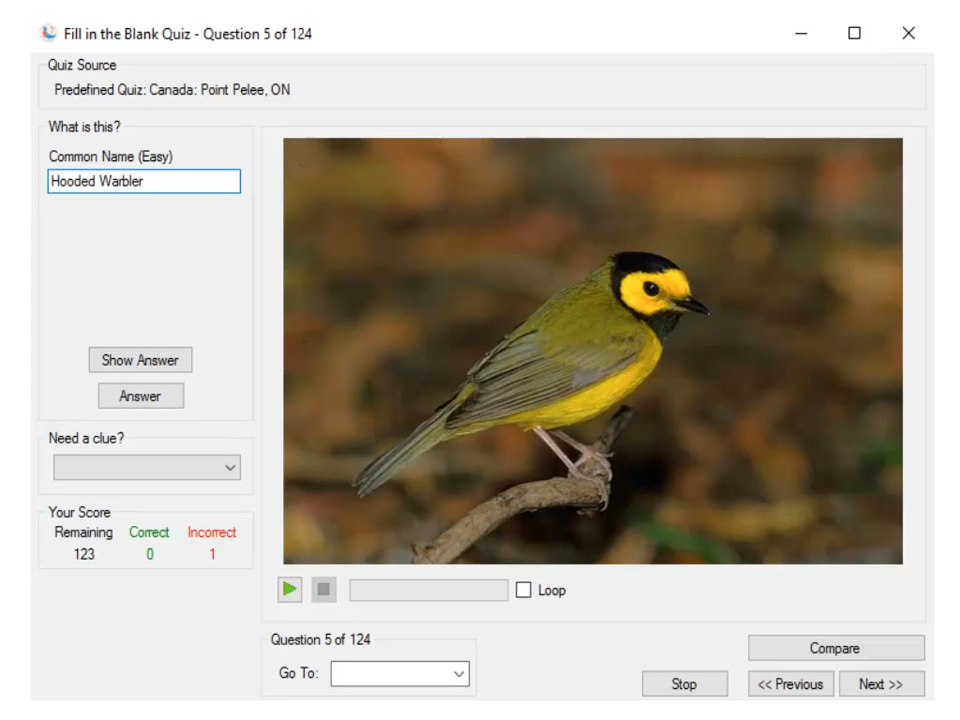 Fill in the Blank Quiz - Question 5 of 124
Quiz Source
Predefined Quiz: Canada: Point Pelee, ON
What is this?
Common Name (Easy)
Hooded Warbler
Show Answer
Answer
Need a clue?
Your Score
Remaining Correct Incorrect
123 0 1
Loop
Question 5 of 124
Go To:
Compare
Stop << Previous Next >>